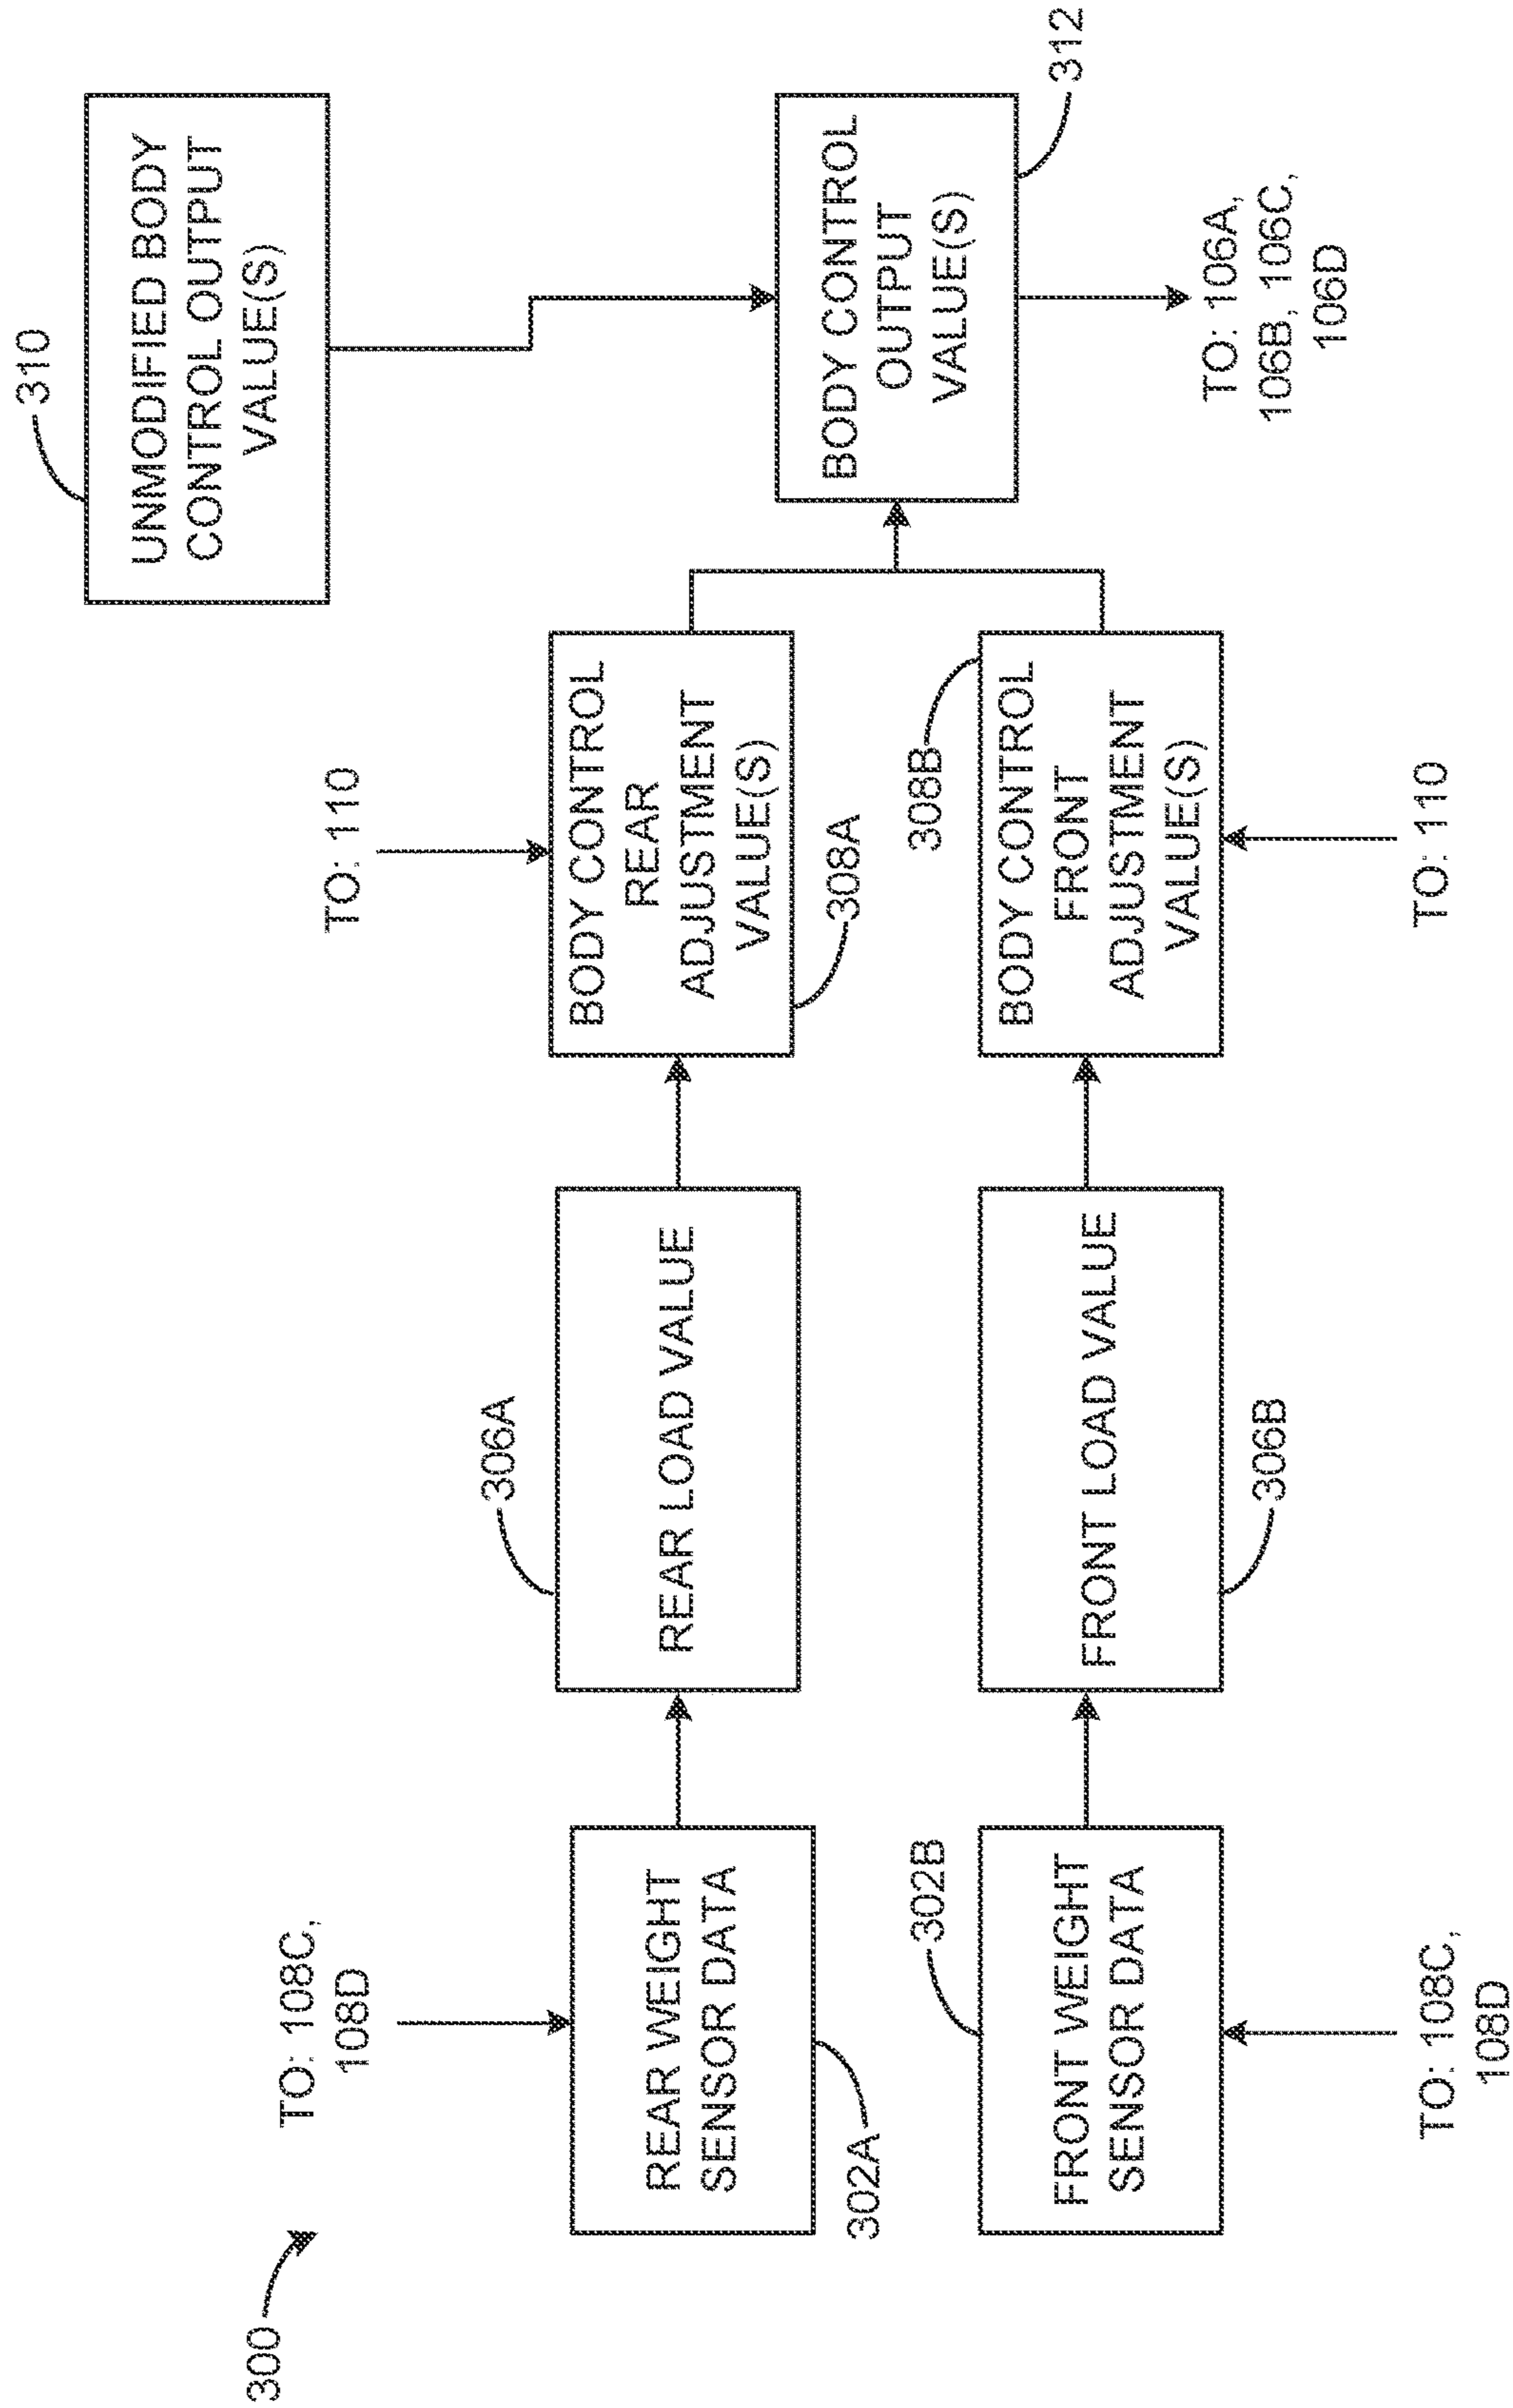 300
TO: 108C,
108D
REAR WEIGHT
SENSOR DATA
302A
306A
REAR LOAD VALUE
TO: 110
BODY CONTROL
REAR
ADJUSTMENT
VALUE(S)
308A
310
UNMODIFIED BODY
CONTROL OUTPUT
VALUE(S)
302B
FRONT WEIGHT
SENSOR DATA
TO: 108C,
108D
FRONT LOAD VALUE
306B
308B
BODY CONTROL
FRONT
ADJUSTMENT
VALUE(S)
TO: 110
BODY CONTROL
OUTPUT
VALUE(S)
312
TO: 106A,
106B, 106C,
106D